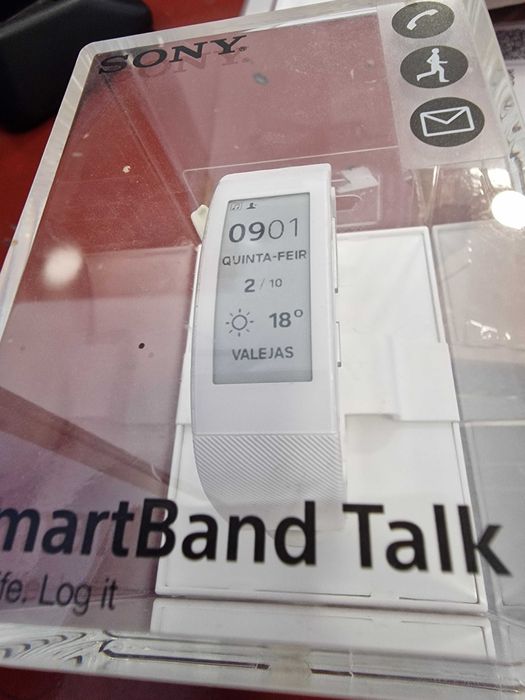 SONY
0901
QUINTA-FEIR
2/10
18°
VALEJAS
martBand Talk
fe. Log it